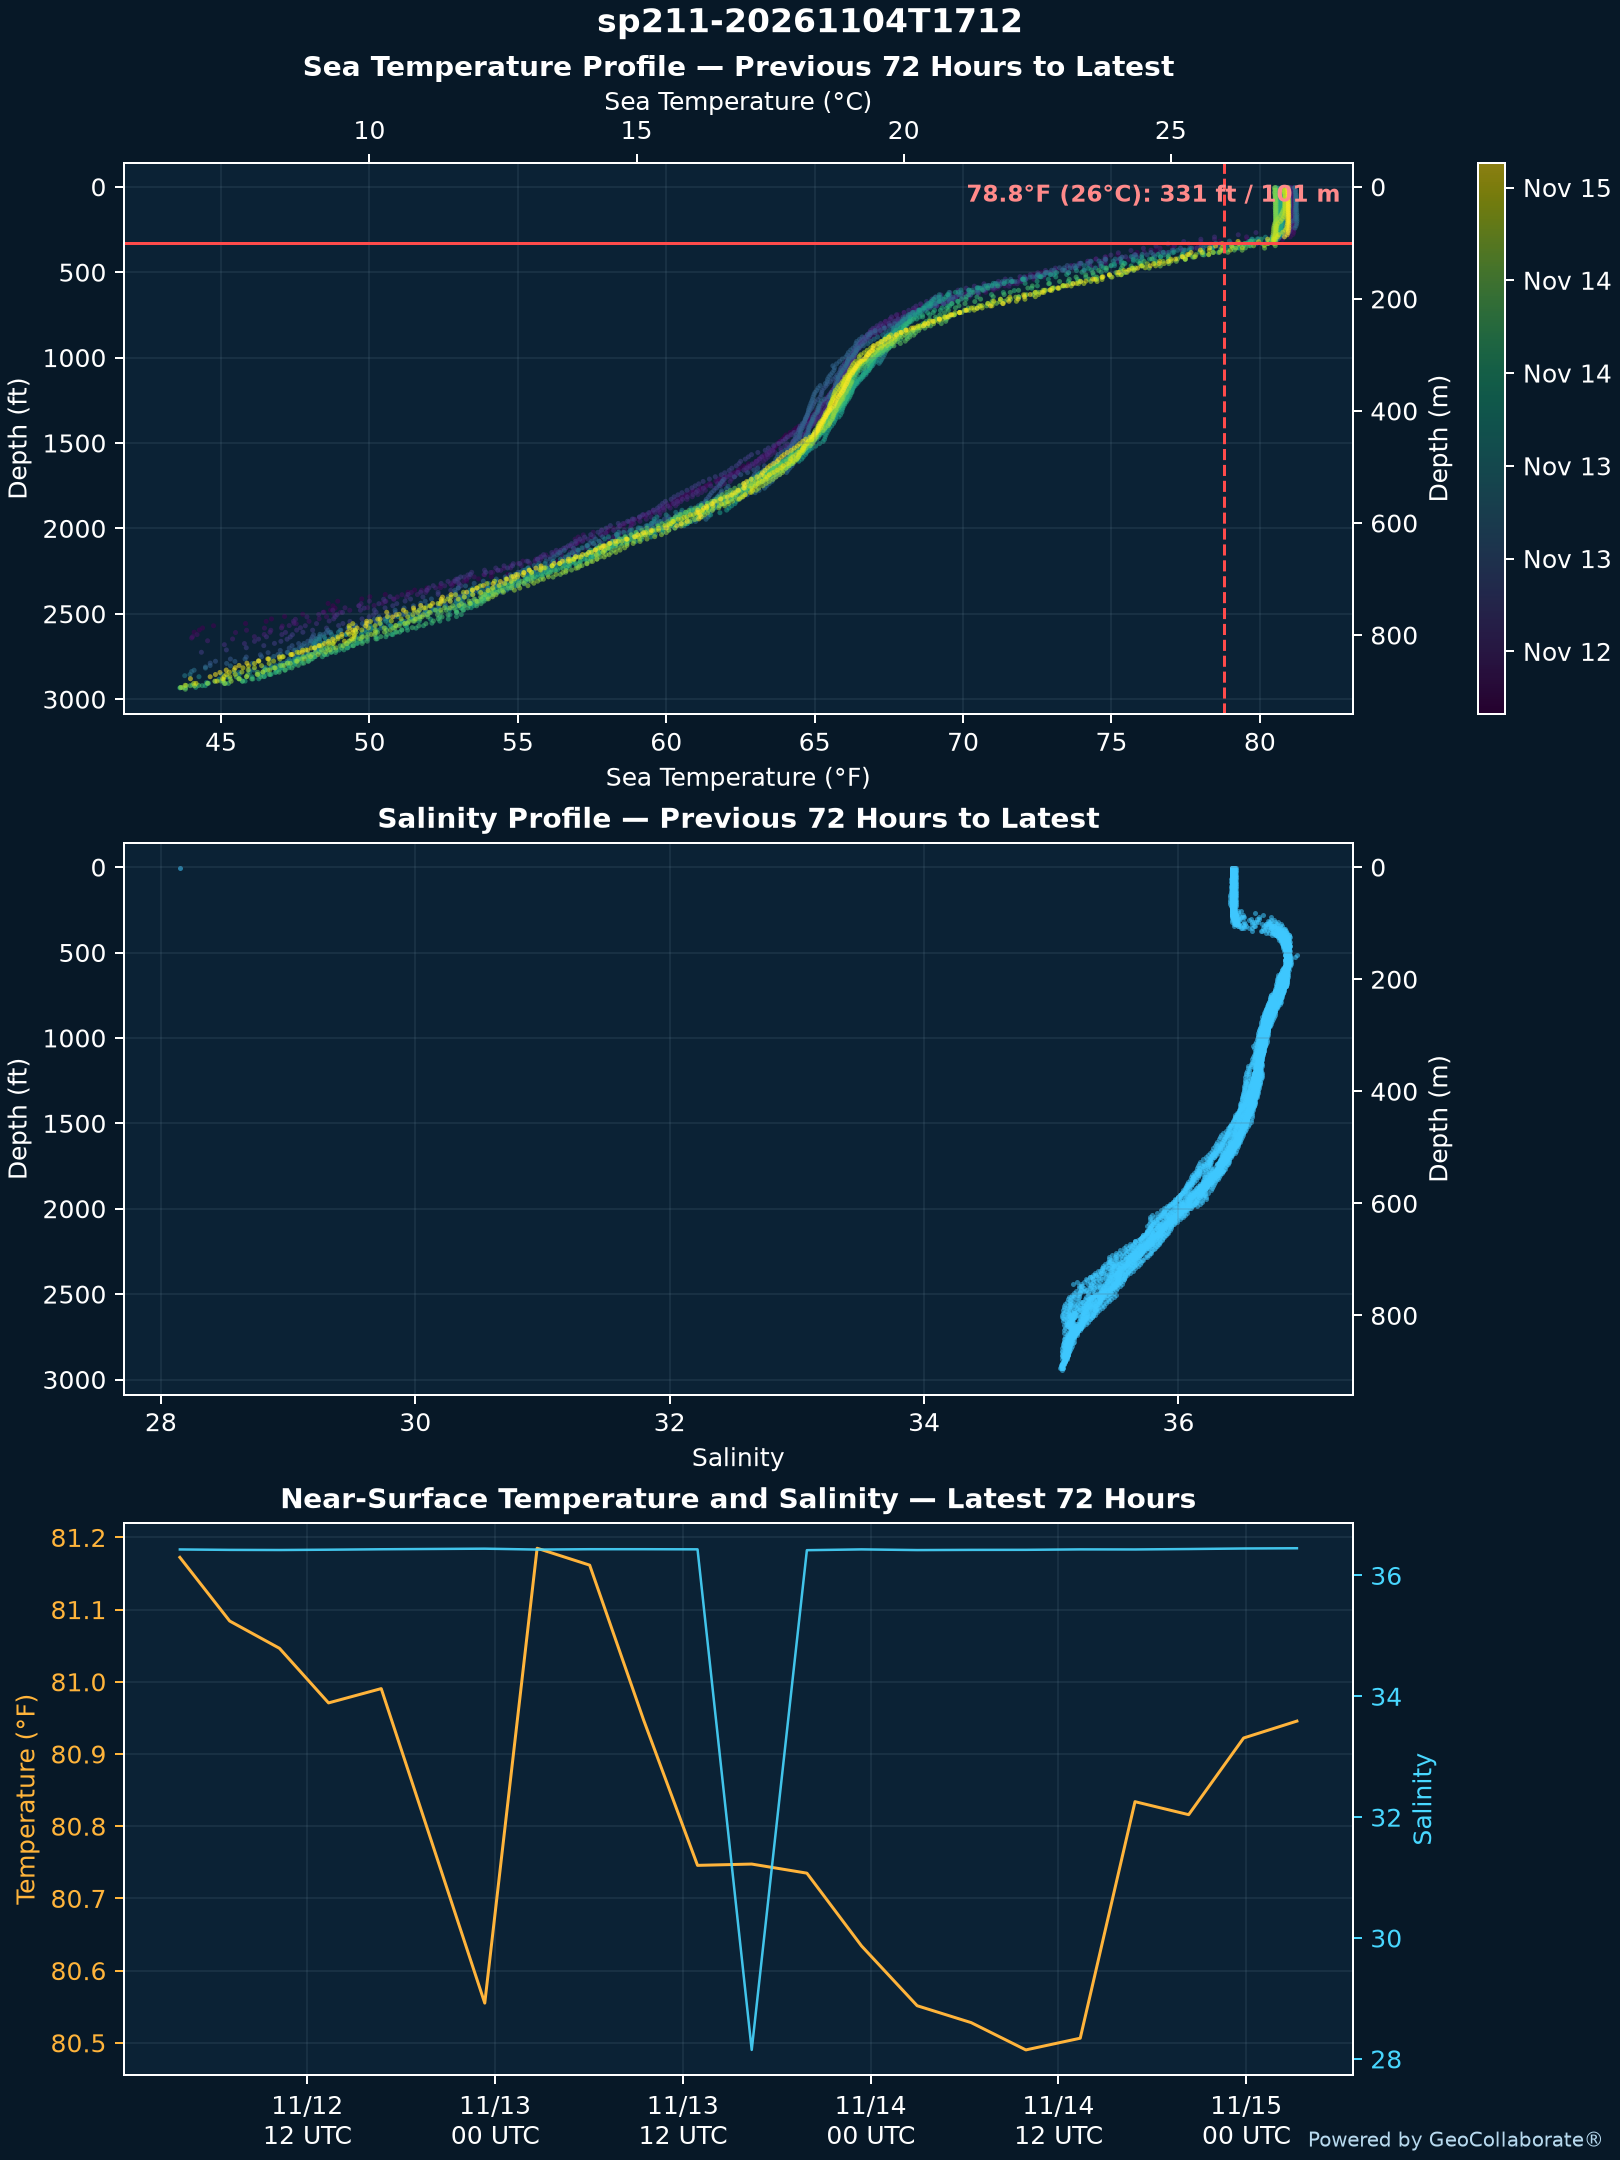 sp211-20261104T1712
Sea Temperature Profile — Previous 72 Hours to Latest
Sea Temperature (°C)
10 15 20 25
78.8°F (26°C): 331 ft / 101 m
0
500
1000
1500
2000
2500
3000
Depth (ft)
0
200
400
600
800
Depth (m)
Nov 15
Nov 14
Nov 14
Nov 13
Nov 13
Nov 12
45 50 55 60 65 70 75 80
Sea Temperature (°F)
Salinity Profile — Previous 72 Hours to Latest
0
500
1000
1500
2000
2500
3000
Depth (ft)
0
200
400
600
800
Depth (m)
28 30 32 34 36
Salinity
Near-Surface Temperature and Salinity — Latest 72 Hours
81.2
81.1
81.0
80.9
80.8
80.7
80.6
80.5
Temperature (°F)
36
34
32
30
28
Salinity
11/12 11/13 11/13 11/14 11/14 11/15
12 UTC 00 UTC 12 UTC 00 UTC 12 UTC 00 UTC
Powered by GeoCollaborate®